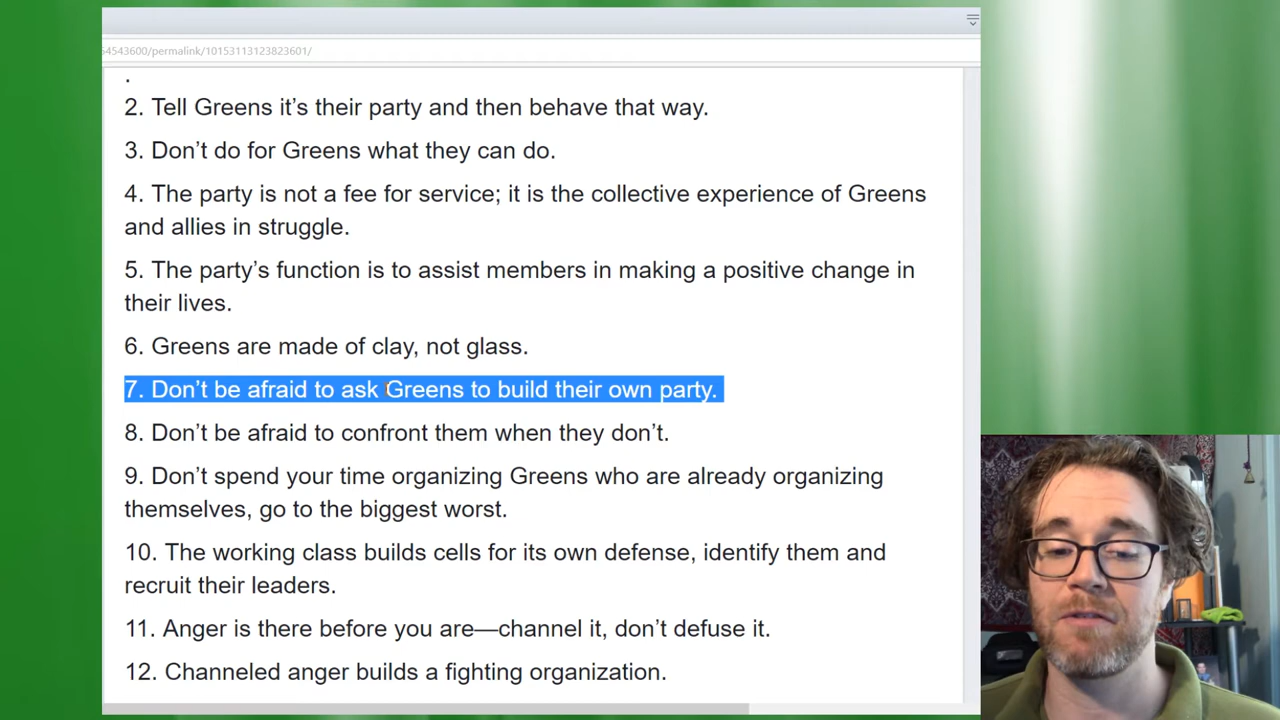 54543600/permalink/10153113123823601/
.
2. Tell Greens it’s their party and then behave that way.
3. Don’t do for Greens what they can do.
4. The party is not a fee for service; it is the collective experience of Greens
and allies in struggle.
5. The party’s function is to assist members in making a positive change in
their lives.
6. Greens are made of clay, not glass.
7. Don’t be afraid to ask Greens to build their own party.
8. Don’t be afraid to confront them when they don’t.
9. Don’t spend your time organizing Greens who are already organizing
themselves, go to the biggest worst.
10. The working class builds cells for its own defense, identify them and
recruit their leaders.
11. Anger is there before you are—channel it, don’t defuse it.
12. Channeled anger builds a fighting organization.